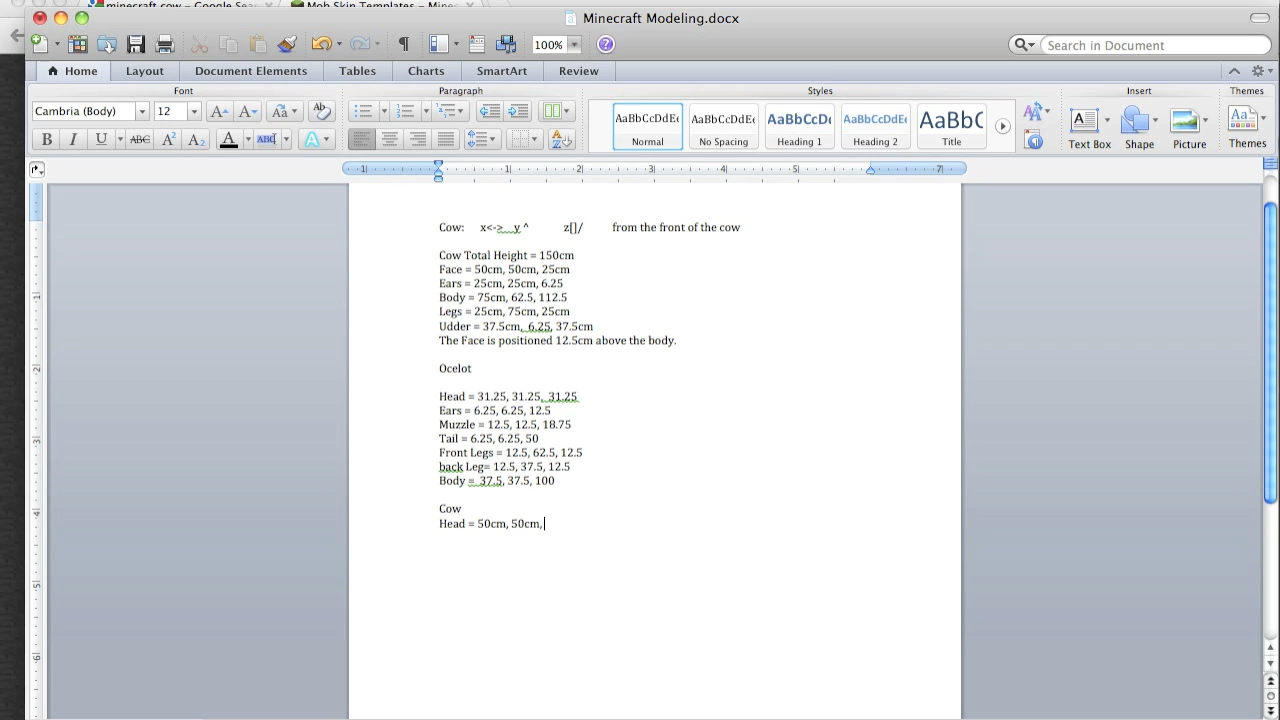 minecraft cow – Google Sea
Mob Skin Templates – Mine
Minecraft Modeling.docx
100%
Search in Document
Home
Layout
Document Elements
Tables
Charts
SmartArt
Review
Font
Paragraph
Styles
Insert
Themes
Cambria (Body)
12
AaBbCcDdEe
Normal
AaBbCcDdEe
No Spacing
AaBbCcDc
Heading 1
AaBbCcDdEe
Heading 2
AaBbC
Title
Text Box
Shape
Picture
Themes
Cow: x<-> y ^ z[]/ from the front of the cow
Cow Total Height = 150cm
Face = 50cm, 50cm, 25cm
Ears = 25cm, 25cm, 6.25
Body = 75cm, 62.5, 112.5
Legs = 25cm, 75cm, 25cm
Udder = 37.5cm, 6.25, 37.5cm
The Face is positioned 12.5cm above the body.
Ocelot
Head = 31.25, 31.25, 31.25
Ears = 6.25, 6.25, 12.5
Muzzle = 12.5, 12.5, 18.75
Tail = 6.25, 6.25, 50
Front Legs = 12.5, 62.5, 12.5
back Leg= 12.5, 37.5, 12.5
Body = 37.5, 37.5, 100
Cow
Head = 50cm, 50cm,